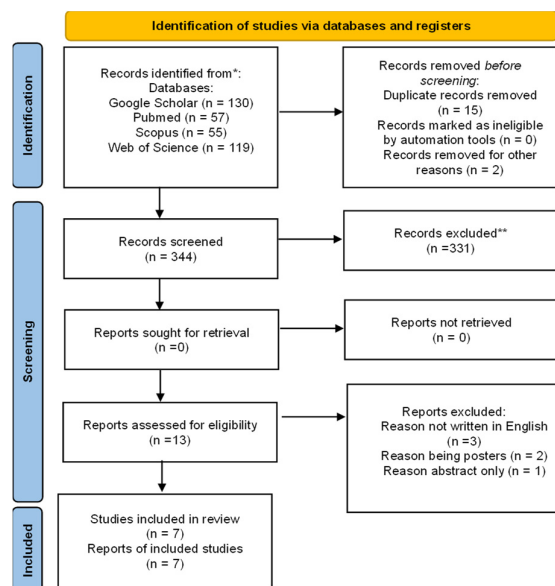 Identification of studies via databases and registers
Identification
Records identified from*:
Databases:
Google Scholar (n = 130)
Pubmed (n = 57)
Scopus (n = 55)
Web of Science (n = 119)
Records removed before
screening:
Duplicate records removed
(n = 15)
Records marked as ineligible
by automation tools (n = 0)
Records removed for other
reasons (n = 2)
Screening
Records screened
(n = 344)
Records excluded**
(n =331)
Reports sought for retrieval
(n =0)
Reports not retrieved
(n = 0)
Reports assessed for eligibility
(n =13)
Reports excluded:
Reason not written in English
(n =3)
Reason being posters (n = 2)
Reason abstract only (n = 1)
Included
Studies included in review
(n = 7)
Reports of included studies
(n = 7)